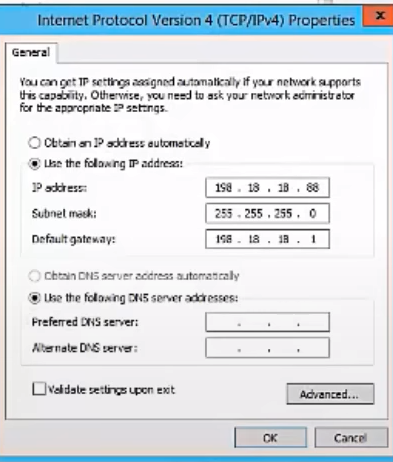 Internet Protocol Version 4 (TCP/IPv4) Properties
x
General
You can get IP settings assigned automatically if your network supports
this capability. Otherwise, you need to ask your network administrator
for the appropriate IP settings.
Obtain an IP address automatically
Use the following IP address:
IP address: 198 . 18 . 18 . 88
Subnet mask: 255 . 255 . 255 . 0
Default gateway: 198 . 18 . 18 . 1
Obtain DNS server address automatically
Use the following DNS server addresses:
Preferred DNS server: . . .
Alternate DNS server: . . .
Validate settings upon exit
Advanced...
OK Cancel